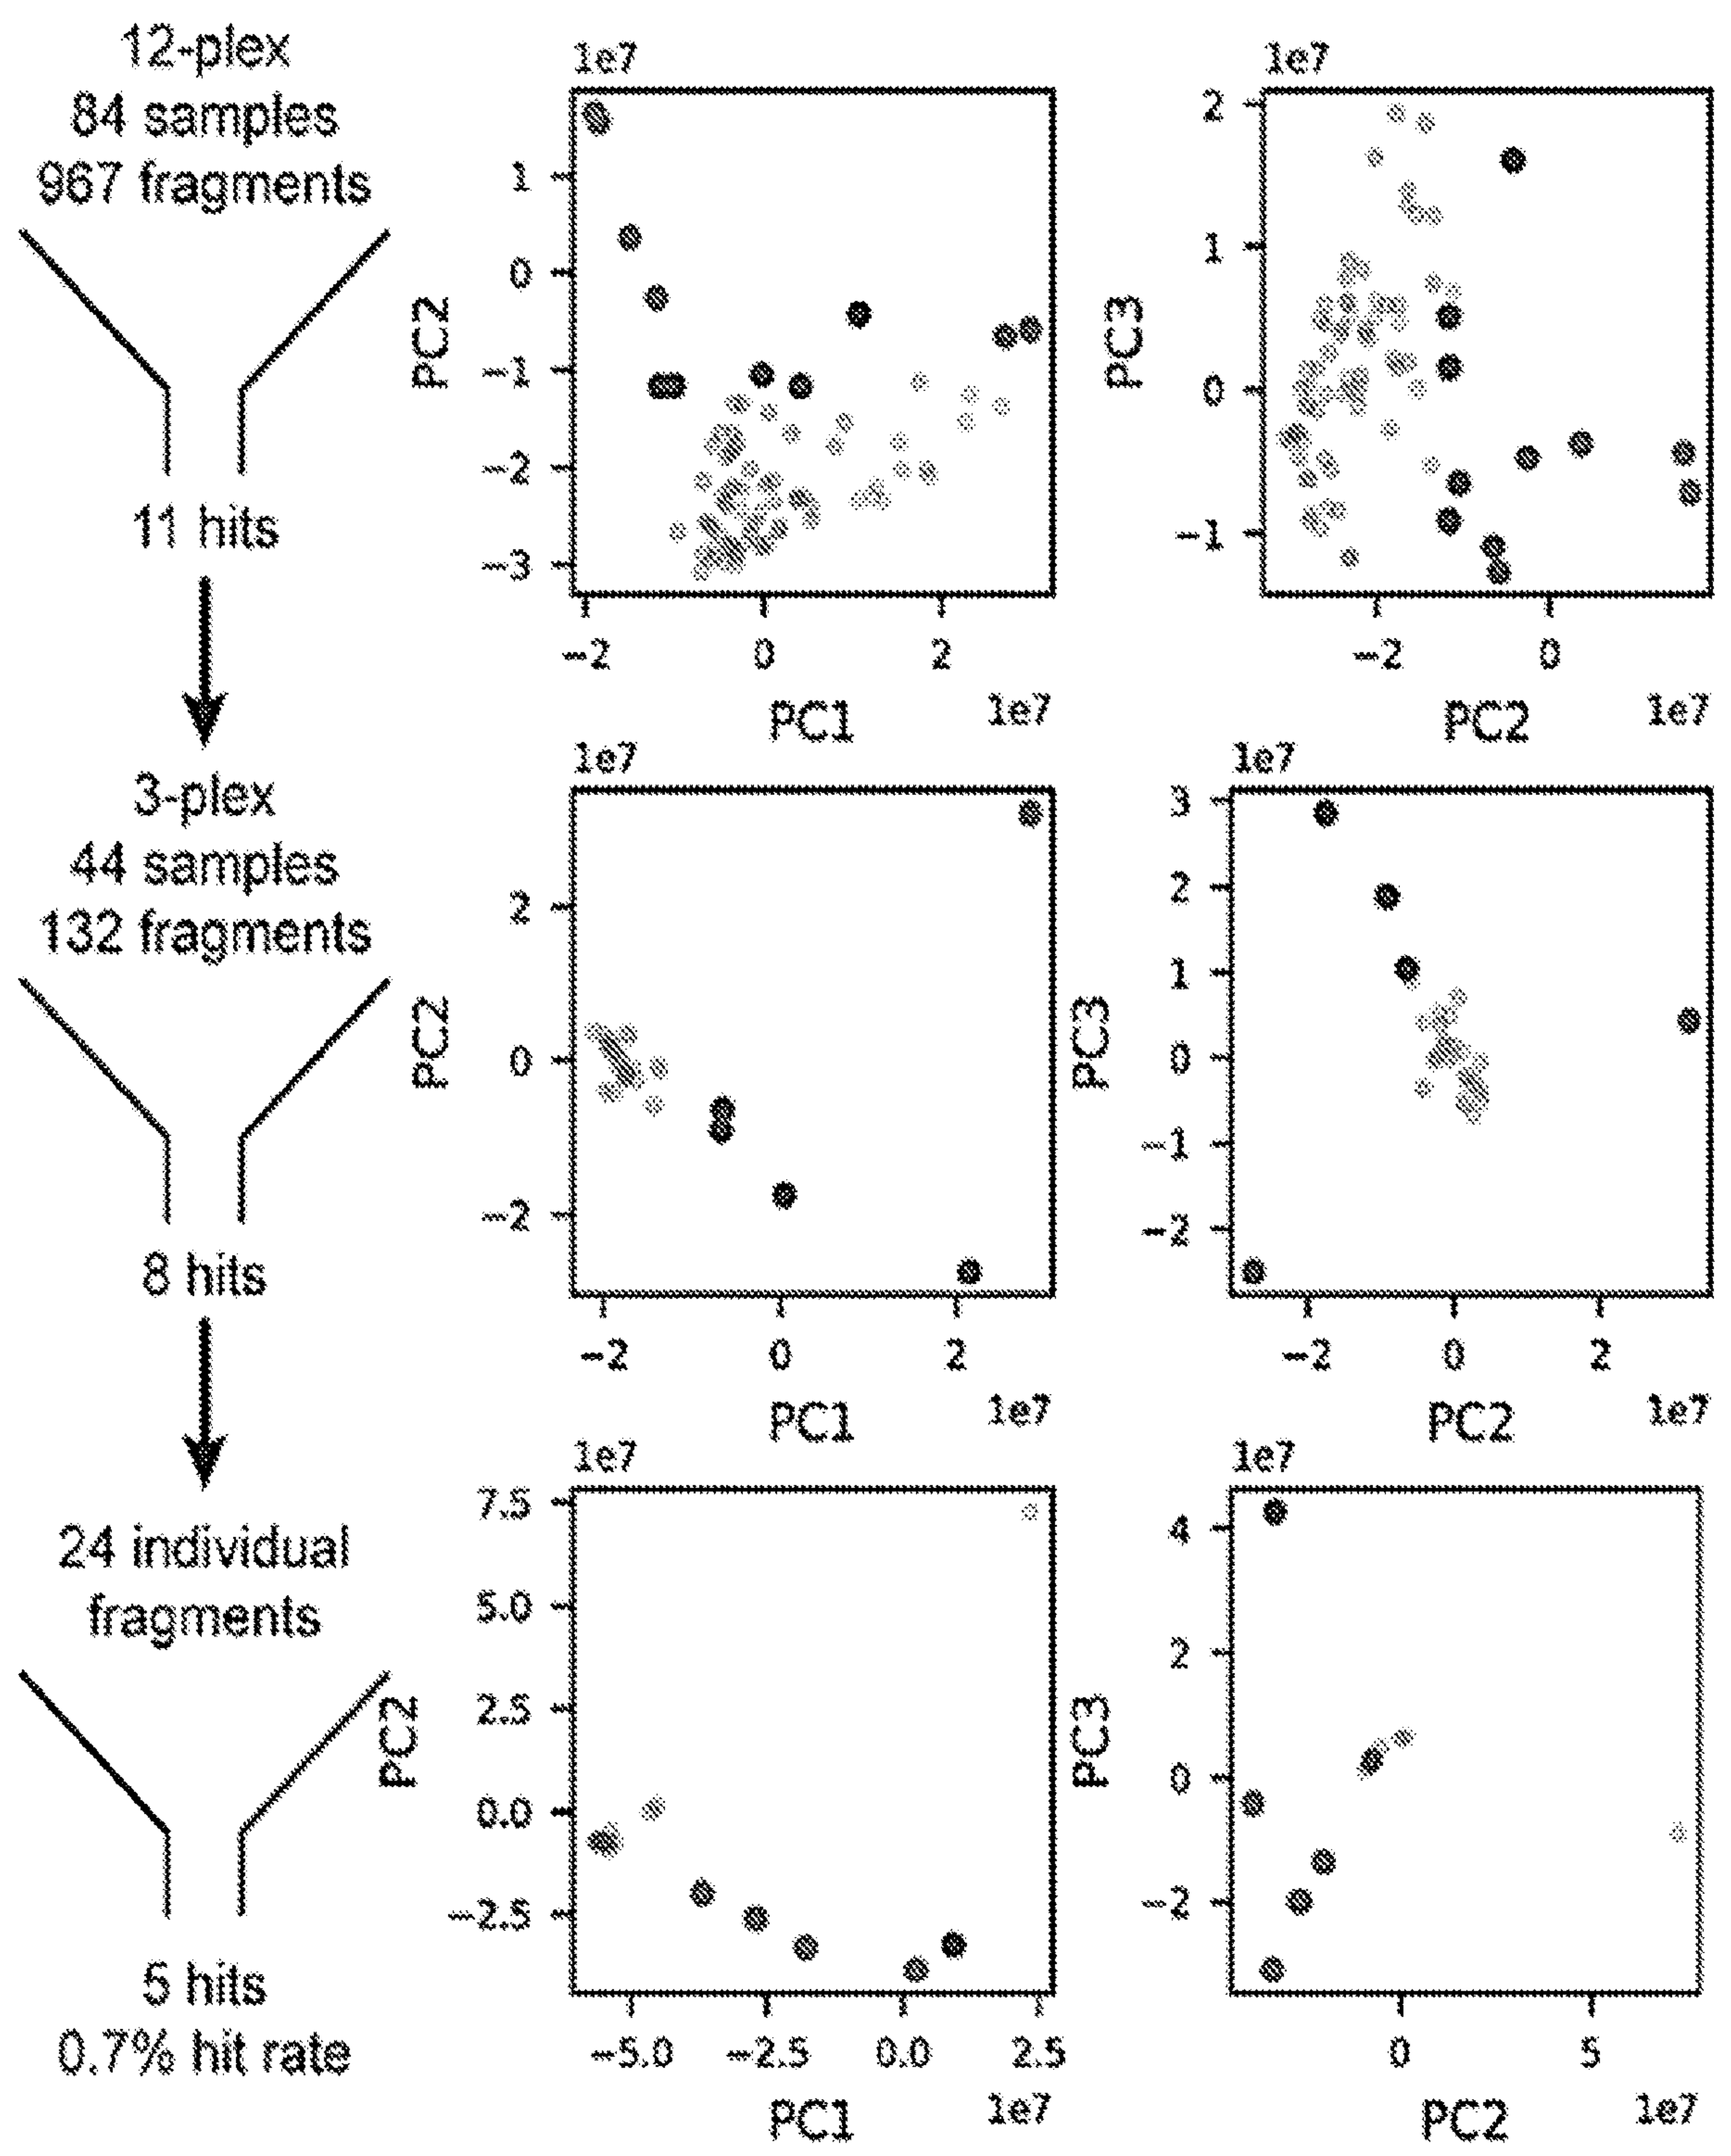 12-plex
84 samples
967 fragments
11 hits
3-plex
44 samples
132 fragments
8 hits
24 individual
fragments
5 hits
0.7% hit rate
1e7
PC2
1
0
−1
−2
−3
−2 0 2
PC1 1e7
1e7
PC3
2
1
0
−1
−2 0
PC2 1e7
1e7
PC2
2
0
−2
−2 0 2
PC1 1e7
1e7
PC3
3
2
1
0
−1
−2
−2 0 2
PC2 1e7
1e7
PC2
7.5
5.0
2.5
0.0
−2.5
−5.0 −2.5 0.0 2.5
PC1 1e7
1e7
PC3
4
2
0
−2
0 5
PC2 1e7